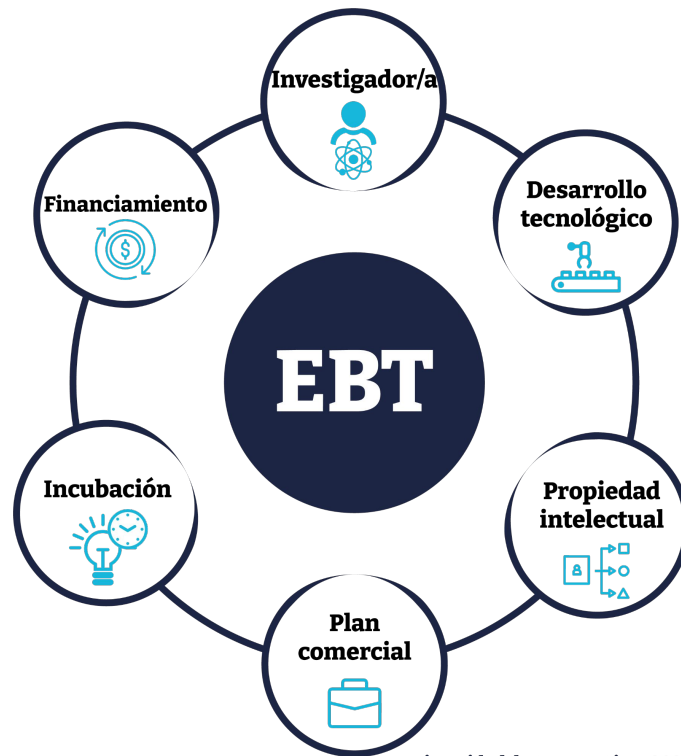 Investigador/a
Financiamiento
$
Desarrollo
tecnológico
EBT
Incubación
Propiedad
intelectual
Plan
comercial